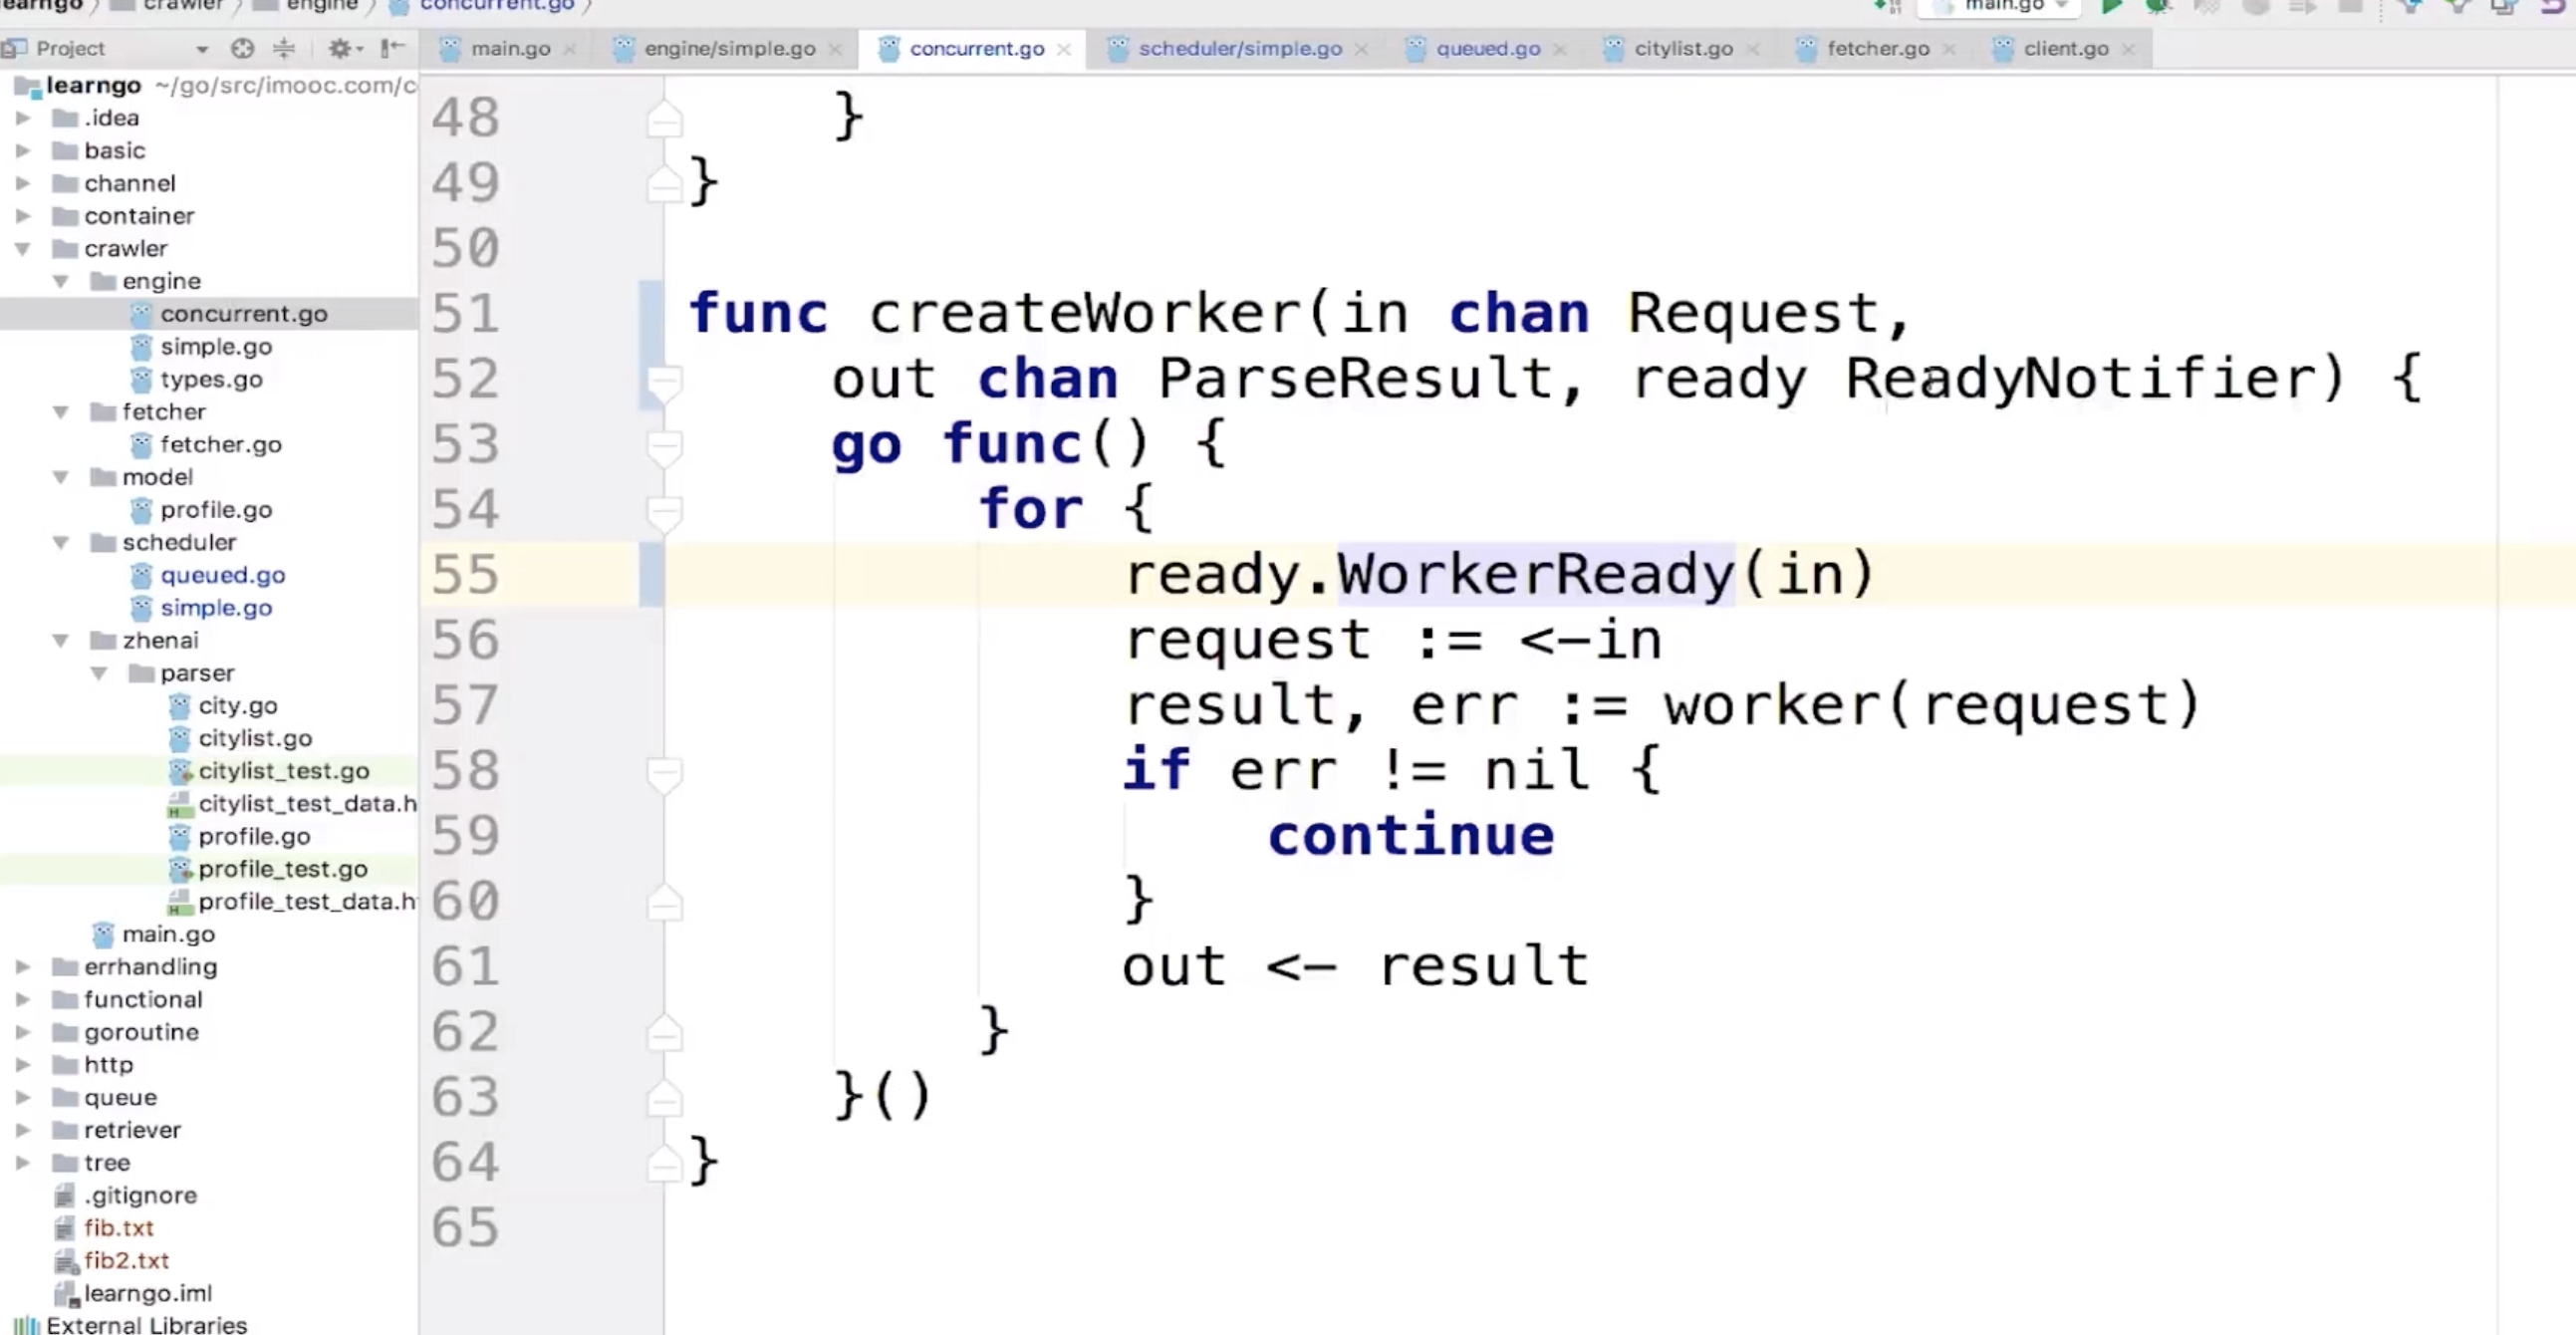 learngo crawler engine concurrent.go
main.go
Project
main.go engine/simple.go concurrent.go scheduler/simple.go queued.go citylist.go fetcher.go client.go
learngo ~/go/src/imooc.com/c
.idea
basic
channel
container
crawler
engine
concurrent.go
simple.go
types.go
fetcher
fetcher.go
model
profile.go
scheduler
queued.go
simple.go
zhenai
parser
city.go
citylist.go
citylist_test.go
citylist_test_data.h
profile.go
profile_test.go
profile_test_data.h
main.go
errhandling
functional
goroutine
http
queue
retriever
tree
.gitignore
fib.txt
fib2.txt
learngo.iml
External Libraries
48 }
49 }
50
51 func createWorker(in chan Request,
52 out chan ParseResult, ready ReadyNotifier) {
53 go func() {
54 for {
55 ready.WorkerReady(in)
56 request := <-in
57 result, err := worker(request)
58 if err != nil {
59 continue
60 }
61 out <- result
62 }
63 }()
64 }
65